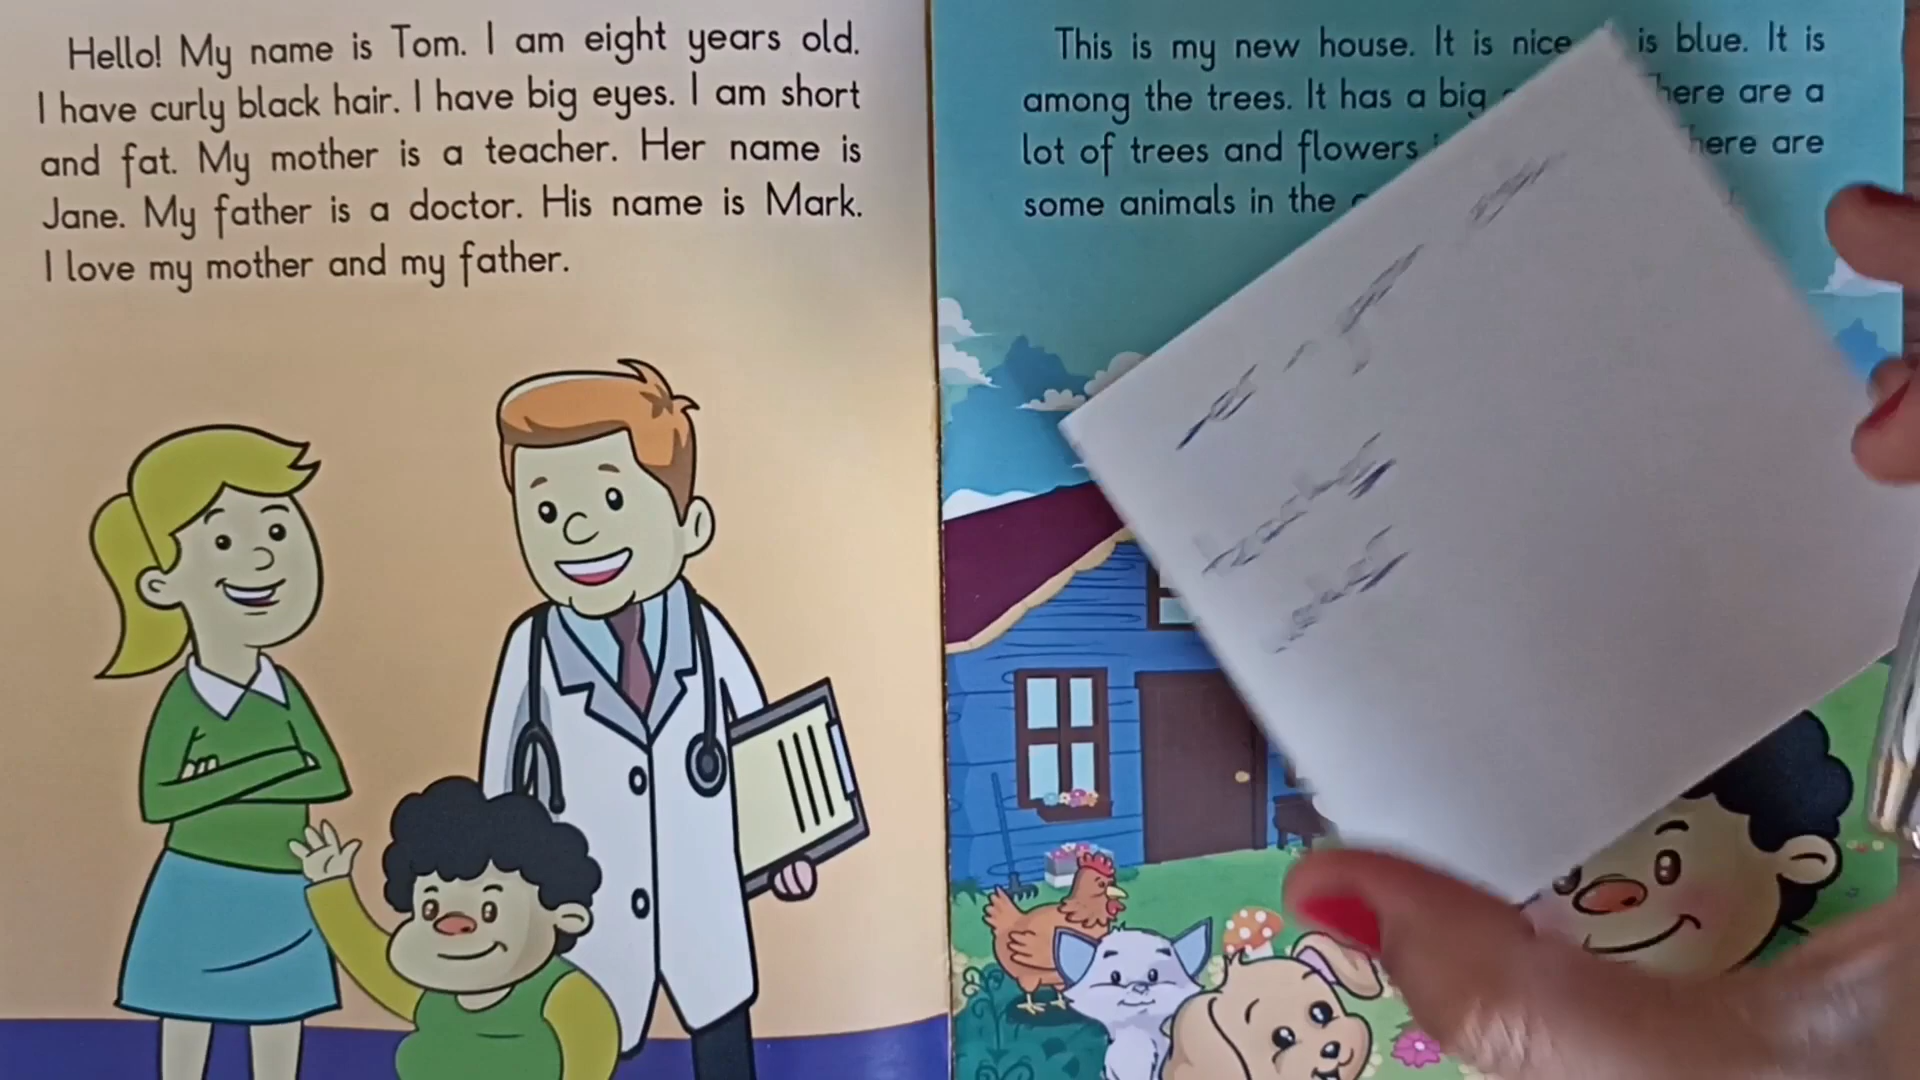 Hello! My name is Tom. I am eight years old.
I have curly black hair. I have big eyes. I am short
and fat. My mother is a teacher. Her name is
Jane. My father is a doctor. His name is Mark.
I love my mother and my father.
This is my new house. It is nice is blue. It is
among the trees. It has a big here are a
lot of trees and flowers here are
some animals in the